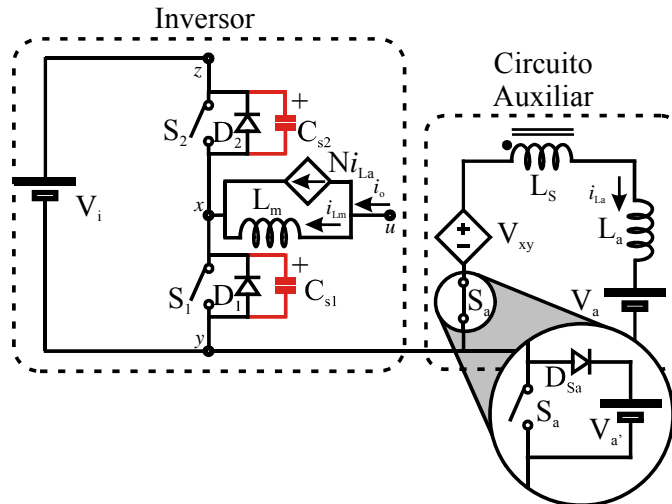 Inversor
z
+
S2
D2
Cs2
Vi
NiLa
Lm
iLm
io
x
u
+
S1
D1
Cs1
y
Circuito
Auxiliar
LS
iLa
La
+
−
Vxy
Sa
Va
DSa
Sa
Va'